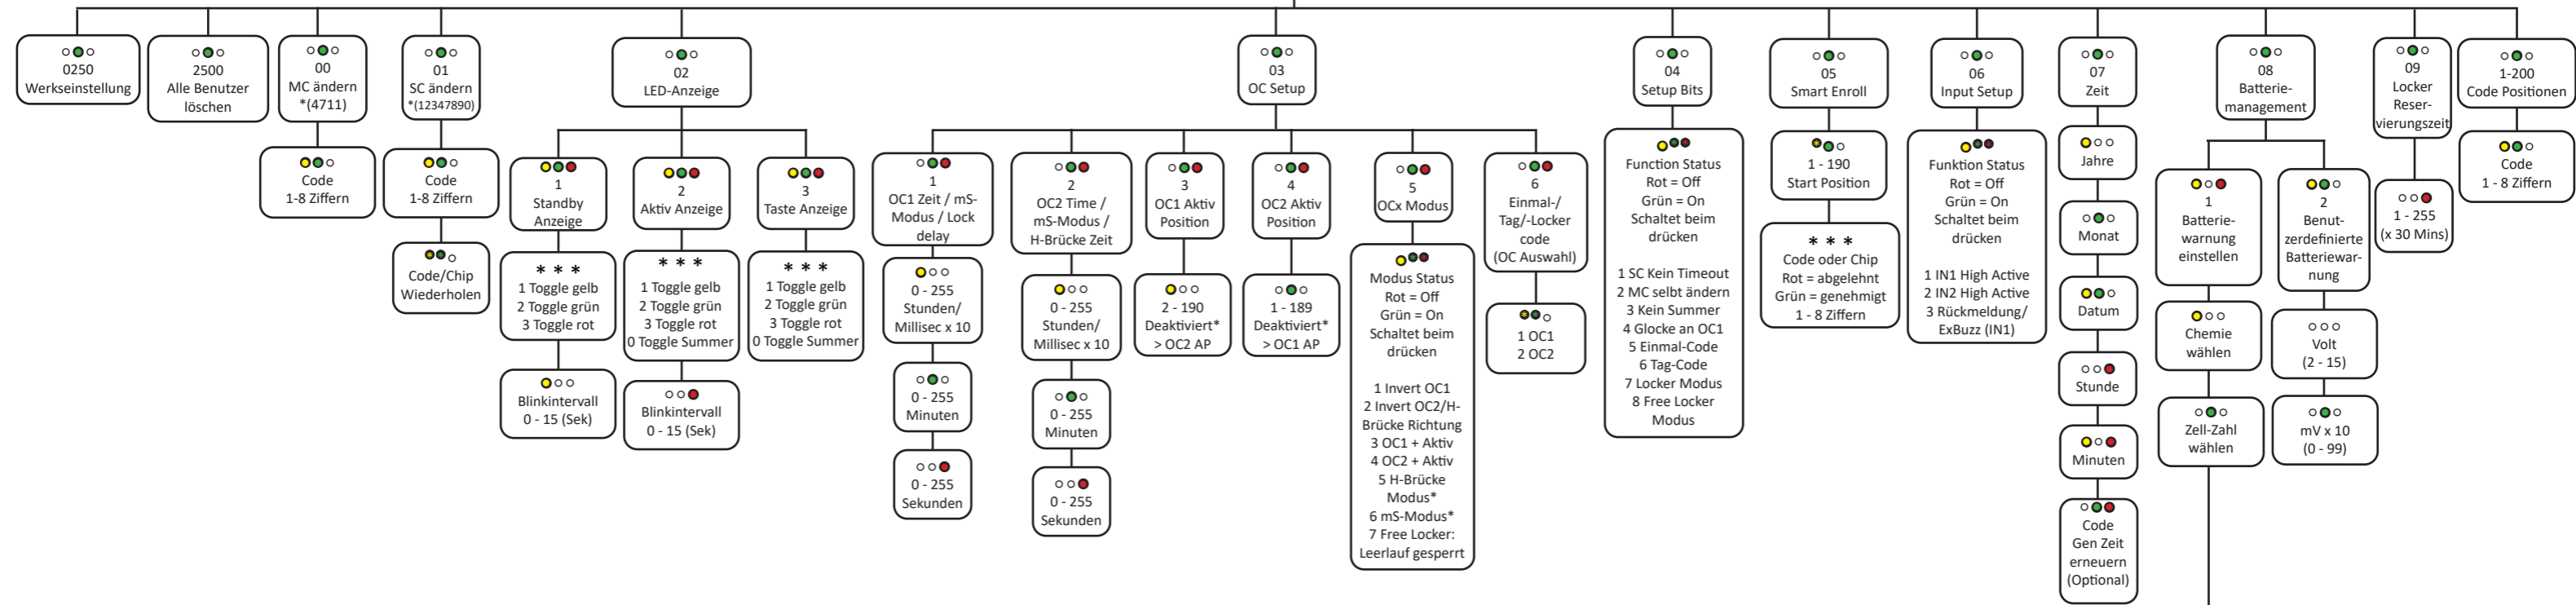 0250
Werkseinstellung
2500
Alle Benutzer
löschen
00
MC ändern
*(4711)
Code
1-8 Ziffern
01
SC ändern
*(12347890)
Code
1-8 Ziffern
Code/Chip
Wiederholen
02
LED-Anzeige
1
Standby
Anzeige
* * *
1 Toggle gelb
2 Toggle grün
3 Toggle rot
Blinkintervall
0 - 15 (Sek)
2
Aktiv Anzeige
* * *
1 Toggle gelb
2 Toggle grün
3 Toggle rot
0 Toggle Summer
Blinkintervall
0 - 15 (Sek)
3
Taste Anzeige
* * *
1 Toggle gelb
2 Toggle grün
3 Toggle rot
0 Toggle Summer
03
OC Setup
1
OC1 Zeit / mS-
Modus / Lock
delay
0 - 255
Stunden/
Millisec x 10
0 - 255
Minuten
0 - 255
Sekunden
2
OC2 Time /
mS-Modus /
H-Brücke Zeit
0 - 255
Stunden/
Millisec x 10
0 - 255
Minuten
0 - 255
Sekunden
3
OC1 Aktiv
Position
2 - 190
Deaktiviert*
> OC2 AP
4
OC2 Aktiv
Position
1 - 189
Deaktiviert*
> OC1 AP
5
OCx Modus
Modus Status
Rot = Off
Grün = On
Schaltet beim
drücken
1 Invert OC1
2 Invert OC2/H-
Brücke Richtung
3 OC1 + Aktiv
4 OC2 + Aktiv
5 H-Brücke
Modus*
6 mS-Modus*
7 Free Locker:
Leerlauf gesperrt
6
Einmal-/
Tag/-Locker
code
(OC Auswahl)
1 OC1
2 OC2
04
Setup Bits
Function Status
Rot = Off
Grün = On
Schaltet beim
drücken
1 SC Kein Timeout
2 MC selbt ändern
3 Kein Summer
4 Glocke an OC1
5 Einmal-Code
6 Tag-Code
7 Locker Modus
8 Free Locker
Modus
05
Smart Enroll
1 - 190
Start Position
* * *
Code oder Chip
Rot = abgelehnt
Grün = genehmigt
1 - 8 Ziffern
06
Input Setup
Funktion Status
Rot = Off
Grün = On
Schaltet beim
drücken
1 IN1 High Active
2 IN2 High Active
3 Rückmeldung/
ExBuzz (IN1)
07
Zeit
Jahre
Monat
Datum
Stunde
Minuten
Code
Gen Zeit
erneuern
(Optional)
08
Batterie-
management
1
Batterie-
warnung
einstellen
Chemie
wählen
Zell-Zahl
wählen
2
Benut-
zerdefinierte
Batteriewar-
nung
Volt
(2 - 15)
mV x 10
(0 - 99)
09
Locker
Reser-
vierungszeit
1 - 255
(x 30 Mins)
1-200
Code Positionen
Code
1 - 8 Ziffern